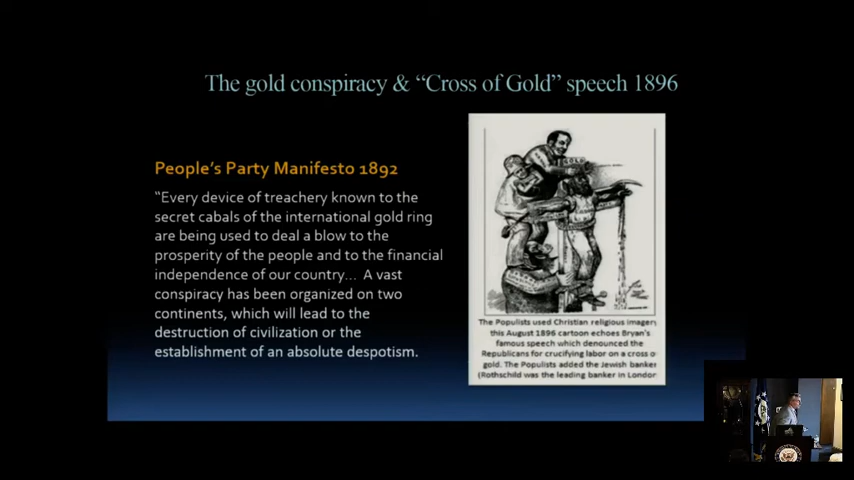 The gold conspiracy & “Cross of Gold” speech 1896
People’s Party Manifesto 1892
“Every device of treachery known to the
secret cabals of the international gold ring
are being used to deal a blow to the
prosperity of the people and to the financial
independence of our country... A vast
conspiracy has been organized on two
continents, which will lead to the
destruction of civilization or the
establishment of an absolute despotism.
The Populists used Christian religious imagery
this August 1896 cartoon echoes Bryan's
famous speech which denounced the
Republicans for crucifying labor on a cross o
gold. The Populists added the Jewish banker
(Rothschild was the leading banker in London